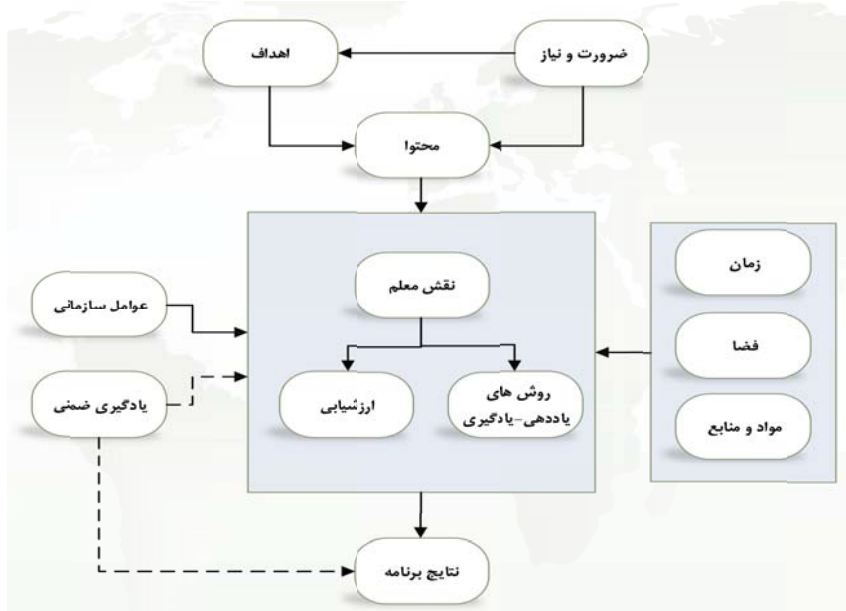 ضرورت و نیاز
اهداف
محتوا
زمان
نقش معلم
عوامل سازمانی
فضا
روش های
یاددهی-یادگیری
ارزشیابی
یادگیری ضمنی
مواد و منابع
نتایج برنامه